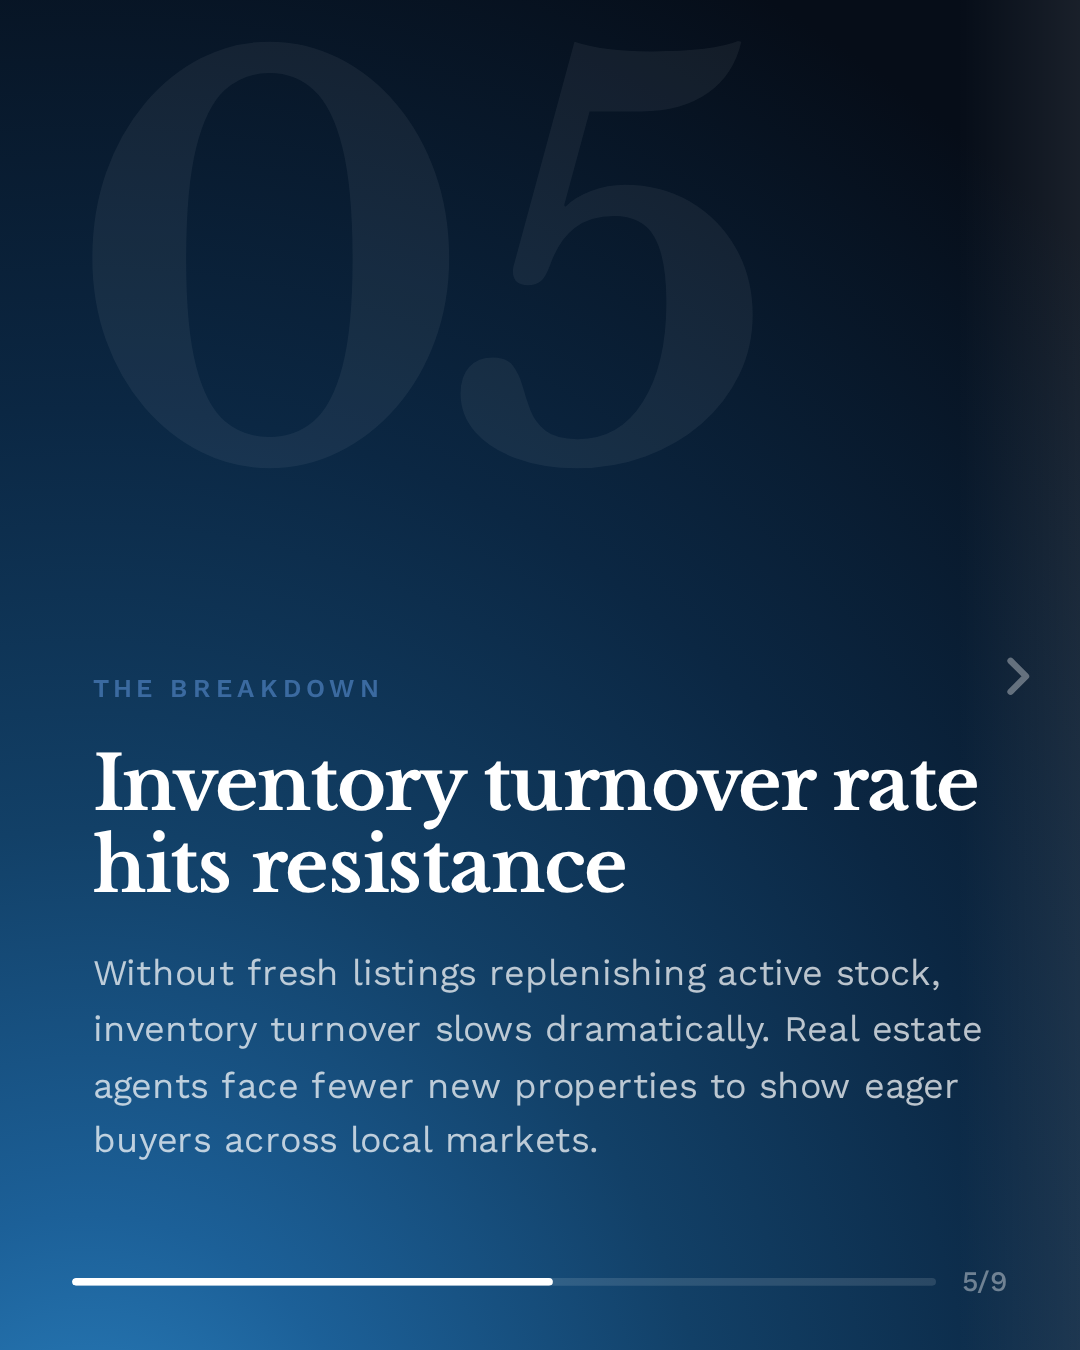 05
THE BREAKDOWN
Inventory turnover rate
hits resistance
Without fresh listings replenishing active stock,
inventory turnover slows dramatically. Real estate
agents face fewer new properties to show eager
buyers across local markets.
5/9